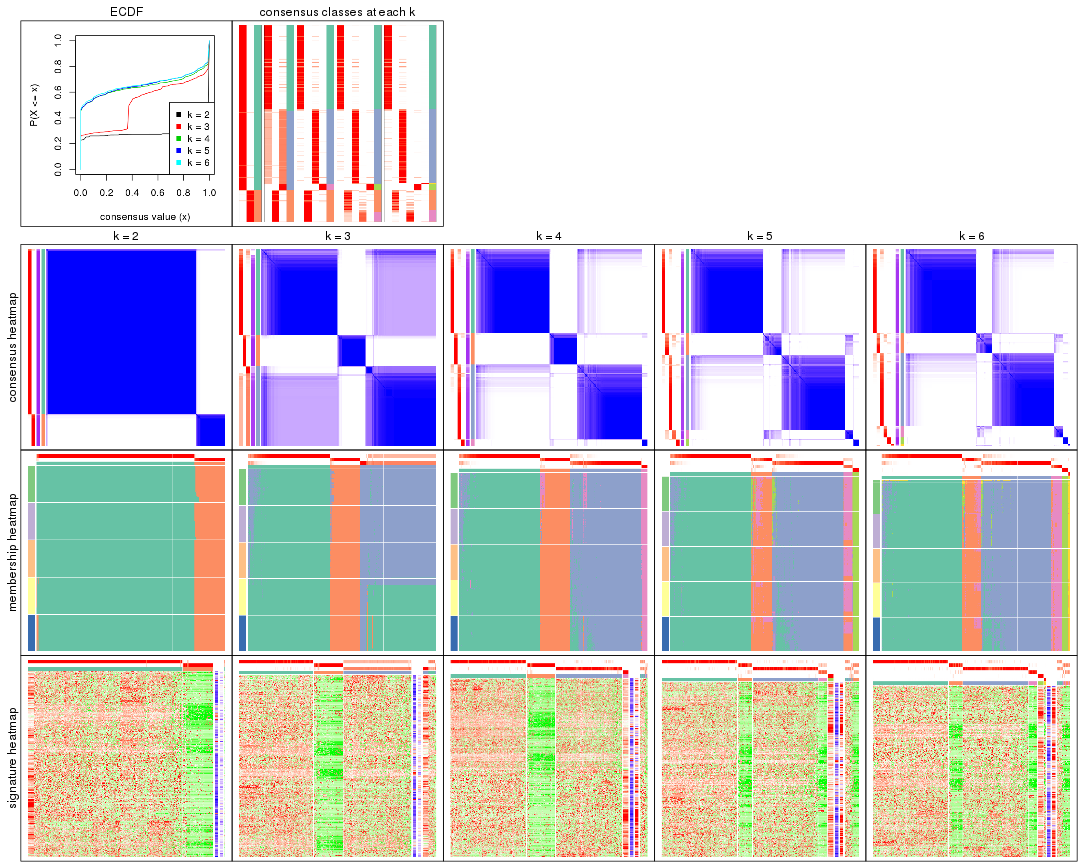 ECDF
consensus classes at each k
P(X <= x)
0.0
0.2
0.4
0.6
0.8
1.0
k = 2
k = 3
k = 4
k = 5
k = 6
0.0
0.2
0.4
0.6
0.8
1.0
consensus value (x)
k = 2
k = 3
k = 4
k = 5
k = 6
consensus heatmap
membership heatmap
signature heatmap